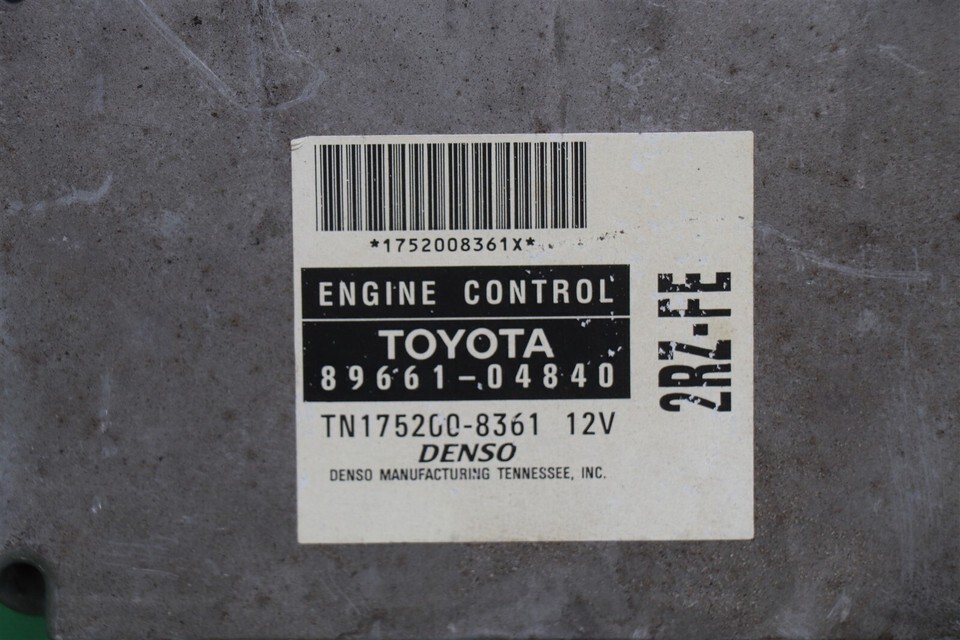 *1752008361X*
ENGINE CONTROL
TOYOTA
89661-04840
TN175200-8361 12V
DENSO
DENSO MANUFACTURING TENNESSEE, INC.
2RZ-FE